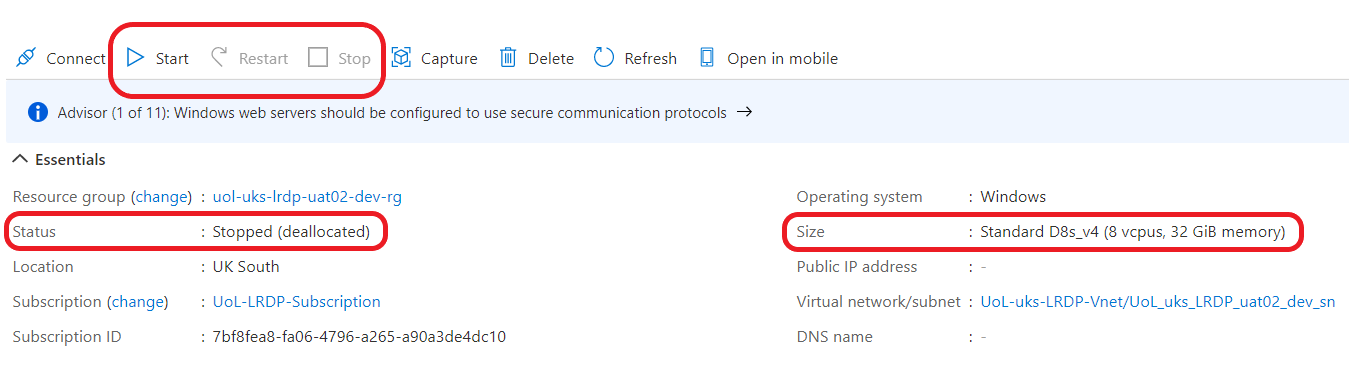 Connect Start Restart Stop Capture Delete Refresh Open in mobile
Advisor (1 of 11): Windows web servers should be configured to use secure communication protocols →
Essentials
Resource group (change) : uol-uks-lrdp-uat02-dev-rg
Status : Stopped (deallocated)
Location : UK South
Subscription (change) : UoL-LRDP-Subscription
Subscription ID : 7bf8fea8-fa06-4796-a265-a90a3de4dc10
Operating system : Windows
Size : Standard D8s_v4 (8 vcpus, 32 GiB memory)
Public IP address : -
Virtual network/subnet : UoL-uks-LRDP-Vnet/UoL_uks_LRDP_uat02_dev_sn
DNS name : -